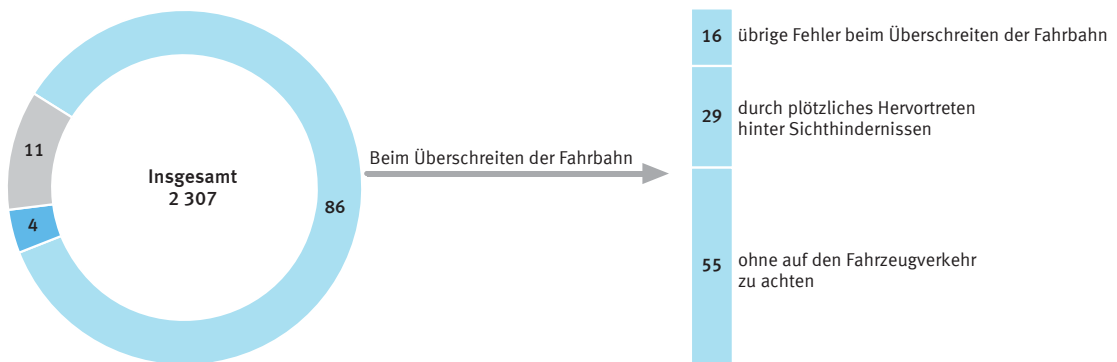 11
4
Insgesamt
2 307
86
Beim Überschreiten der Fahrbahn
16 übrige Fehler beim Überschreiten der Fahrbahn
29 durch plötzliches Hervortreten
hinter Sichthindernissen
55 ohne auf den Fahrzeugverkehr
zu achten